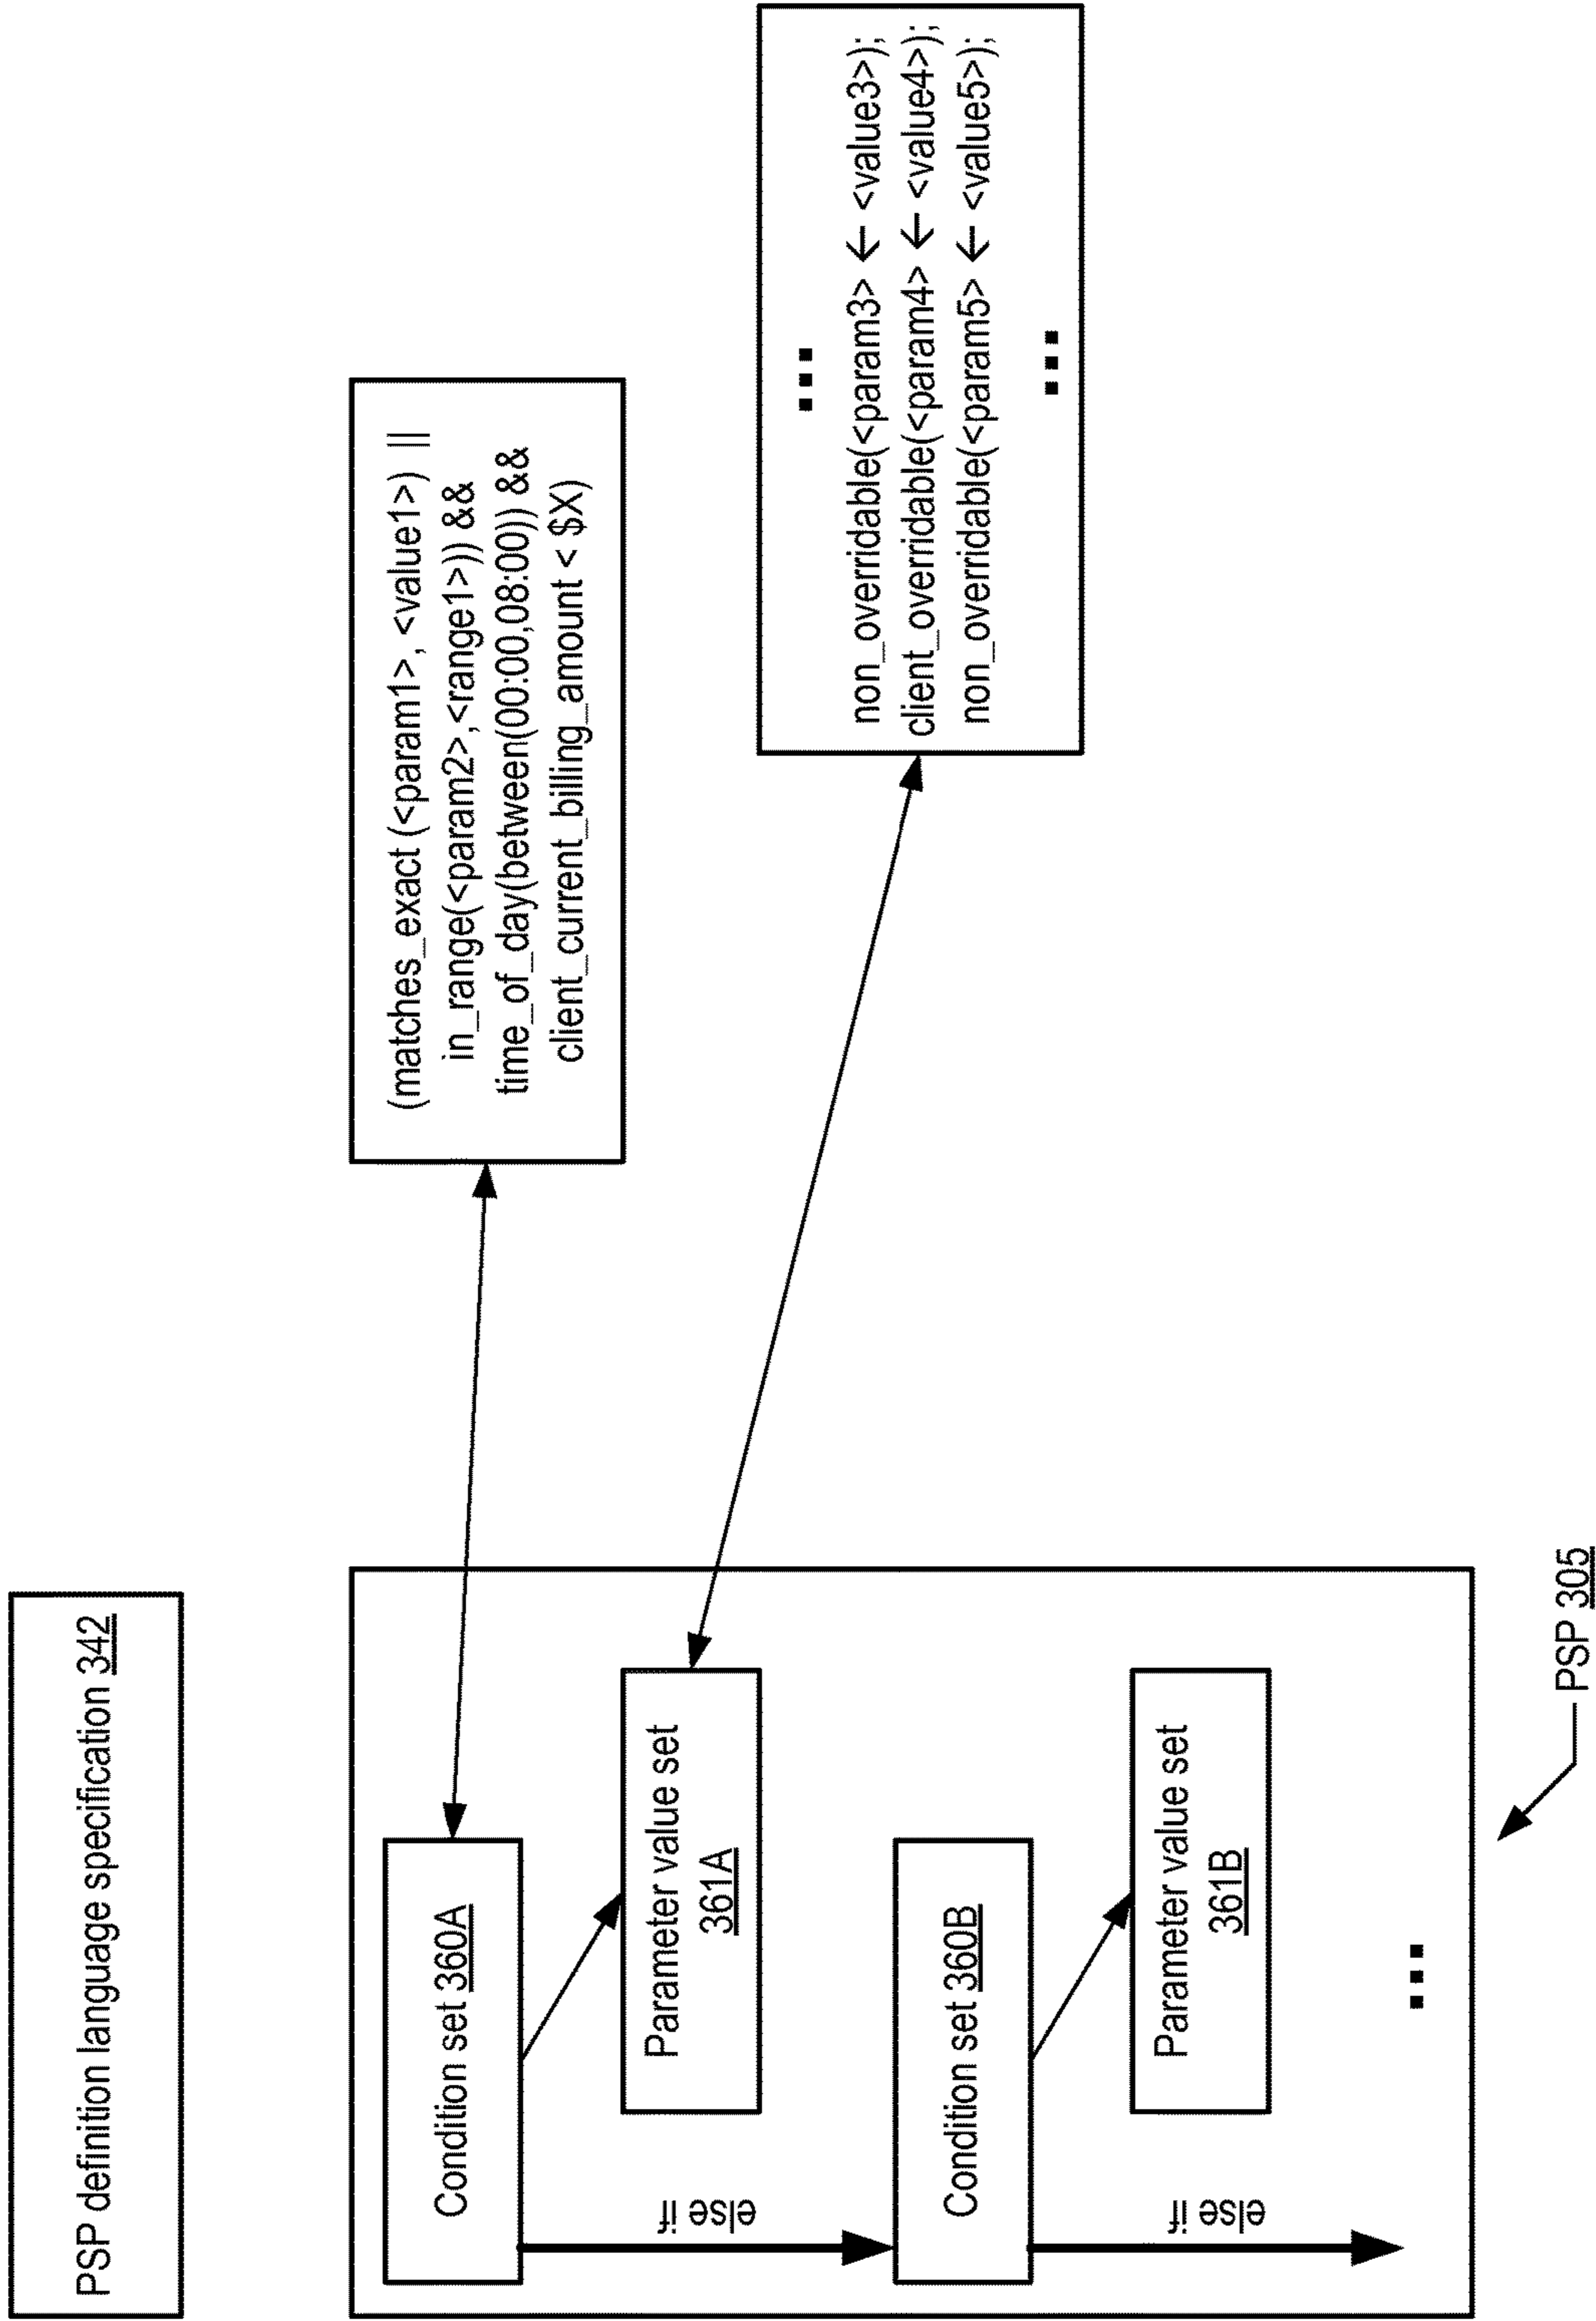 PSP definition language specification 342
Condition set 360A
(matches_exact (<param1>, <value1>) ||
in_range(<param2>,<range1>)) &&
time_of_day(between(00:00,08:00)) &&
client_current_billing_amount < $X)
else if
Parameter value set
361A
...
non_overridable(<param3> ← <value3>);
client_overridable(<param4> ← <value4>);
non_overridable(<param5> ← <value5>);
...
Condition set 360B
else if
Parameter value set
361B
...
PSP 305